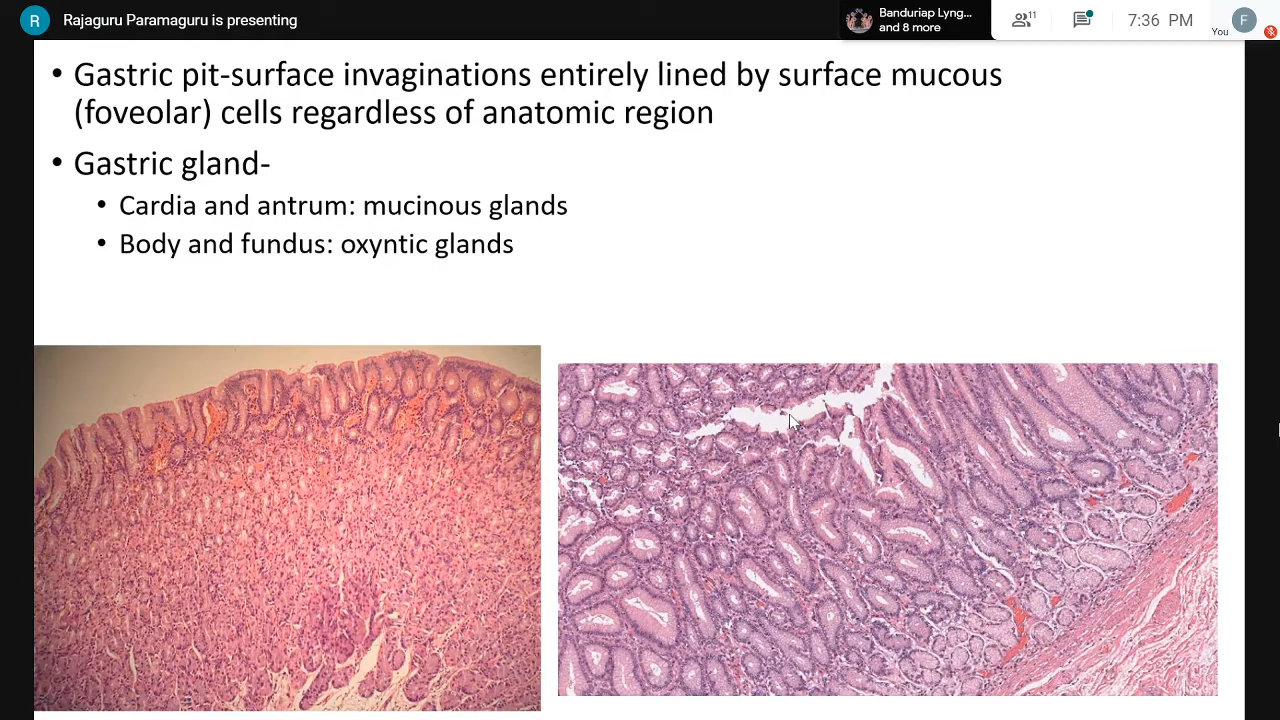 R Rajaguru Paramaguru is presenting
Banduriap Lyng...
and 8 more
11
7:36 PM
You
F
• Gastric pit-surface invaginations entirely lined by surface mucous
(foveolar) cells regardless of anatomic region
• Gastric gland-
• Cardia and antrum: mucinous glands
• Body and fundus: oxyntic glands